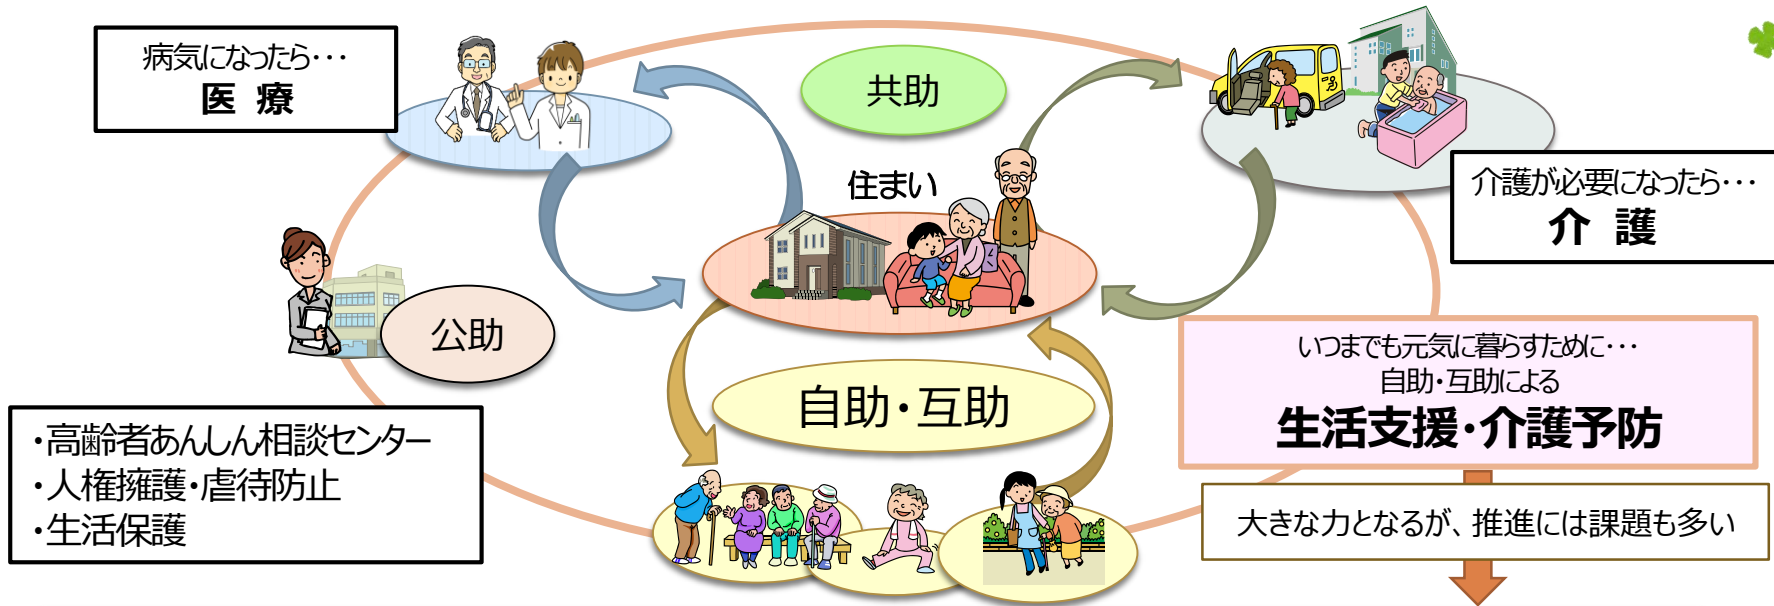 病気になったら･･･
医 療
共助
住まい
介護が必要になったら･･･
介 護
公助
自助・互助
いつまでも元気に暮らすために･･･
自助・互助による
生活支援・介護予防
・高齢者あんしん相談センター
・人権擁護・虐待防止
・生活保護
大きな力となるが、推進には課題も多い